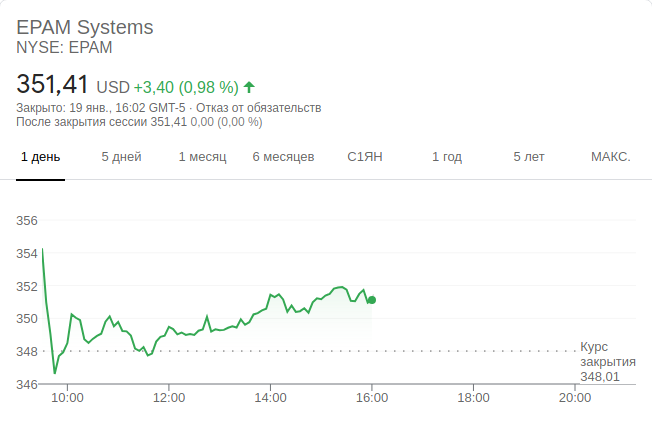 EPAM Systems
NYSE: EPAM
351,41 USD +3,40 (0,98 %)
Закрыто: 19 янв., 16:02 GMT-5 · Отказ от обязательств
После закрытия сессии 351,41 0,00 (0,00 %)
1 день 5 дней 1 месяц 6 месяцев С1ЯН 1 год 5 лет МАКС.
356
354
352
350
348
346
Курс
закрытия
348,01
10:00 12:00 14:00 16:00 18:00 20:00